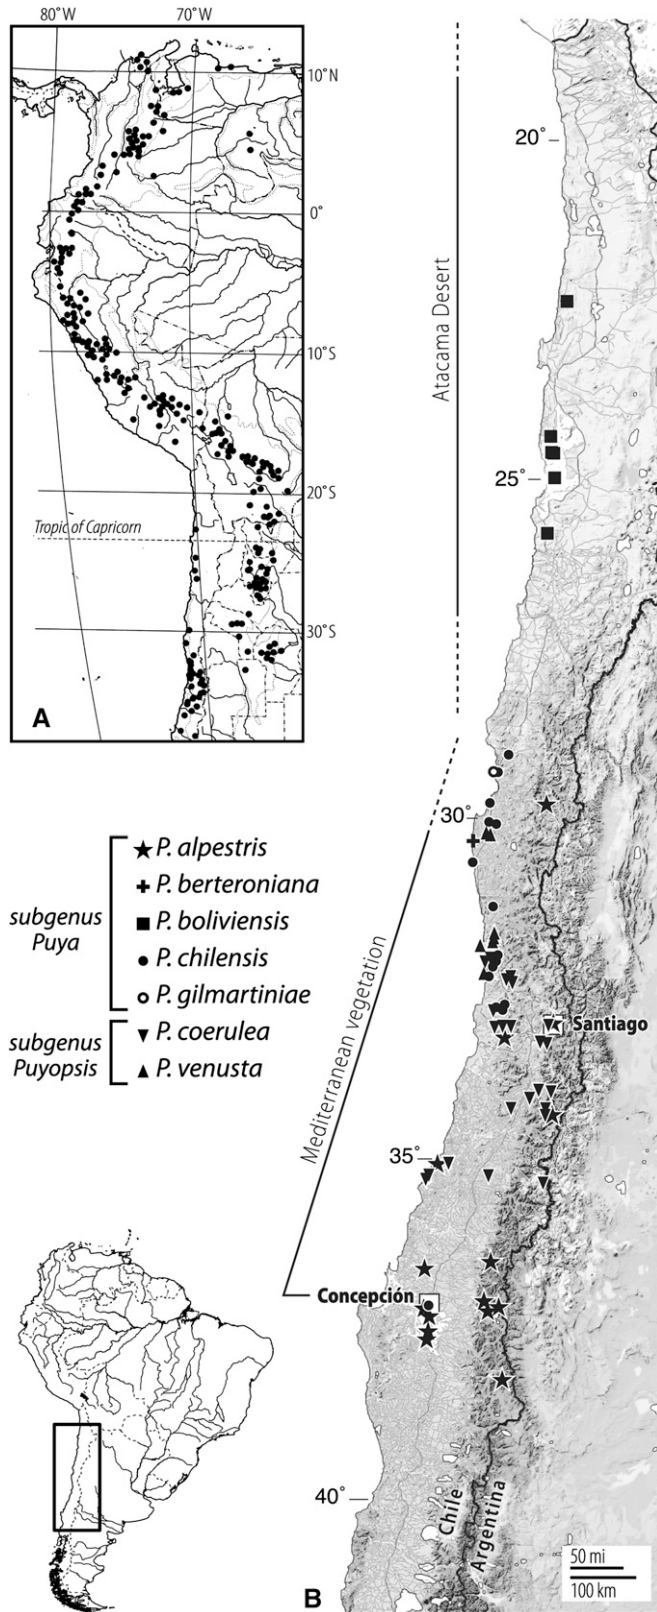 80°W
70°W
10°N
0°
10°S
20°S
Tropic of Capricorn
30°S
A
20°
Atacama Desert
25°
30°
Mediterranean vegetation
Santiago
35°
Concepción
40°
Chile
Argentina
50 mi
100 km
B
subgenus
Puya
P. alpestris
P. berteroniana
P. boliviensis
P. chilensis
P. gilmartiniae
subgenus
Puyopsis
P. coerulea
P. venusta